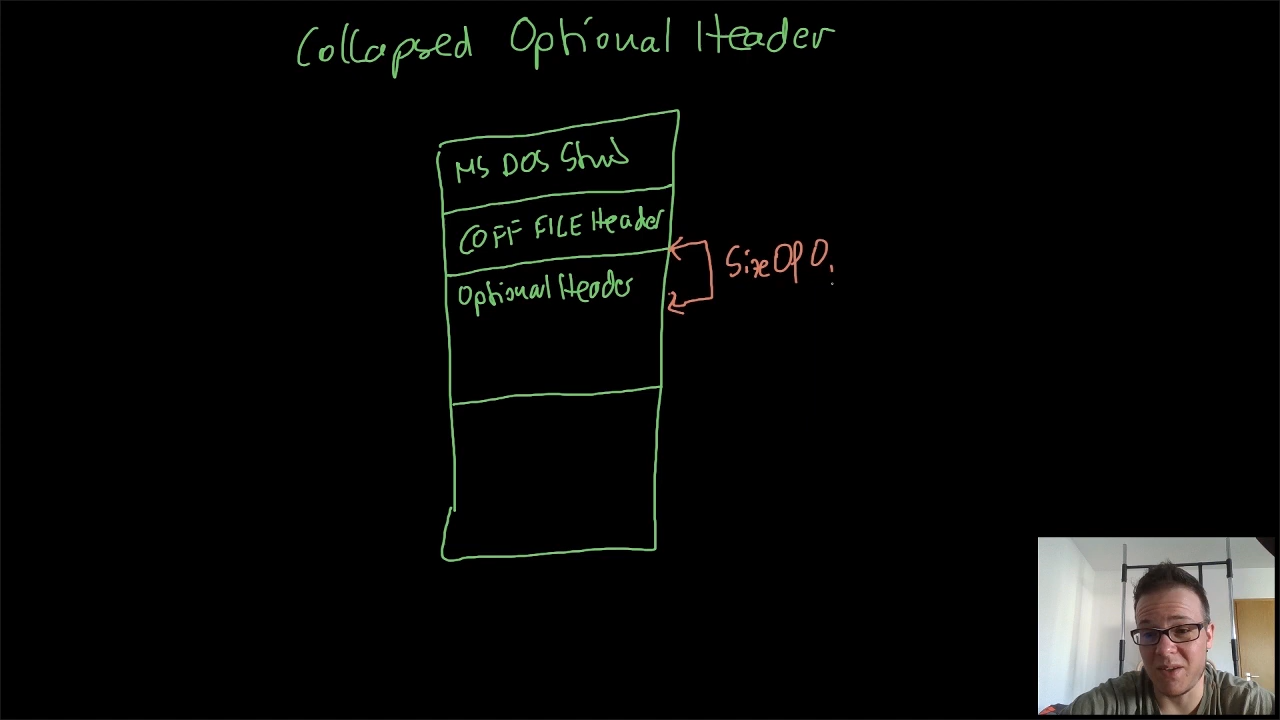 Collapsed Optional Header
MS DOS Stub
COFF FILE Header
Optional Header
SizeOfO.